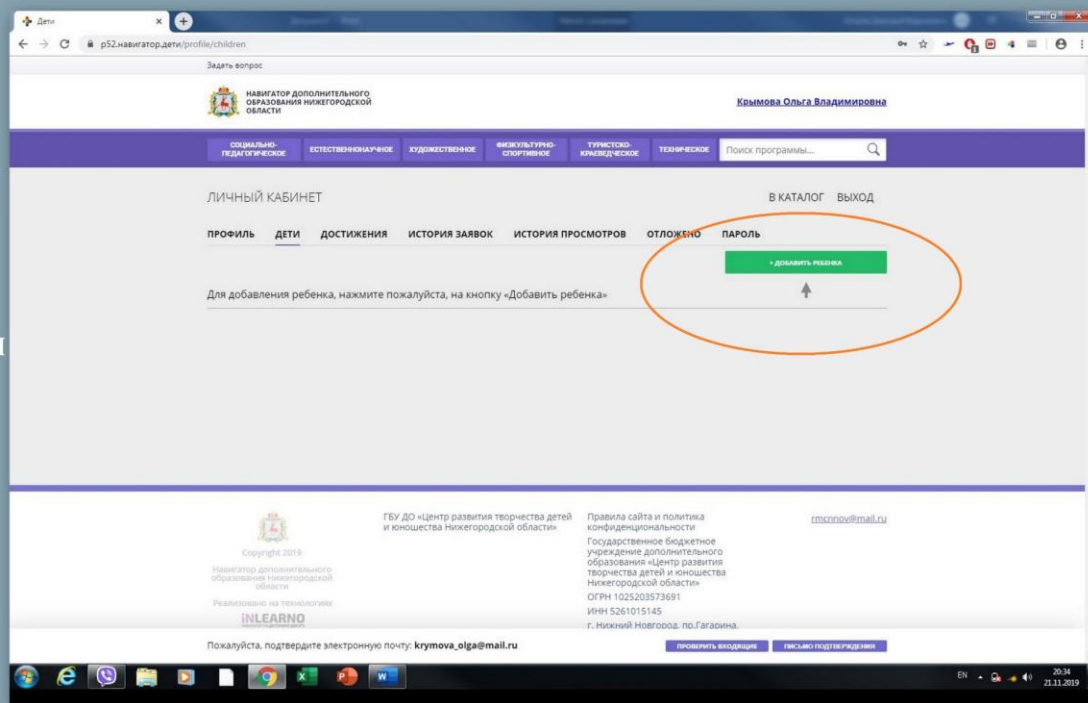 Дети
р52.навигатор.дети/profile/children
Задать вопрос
НАВИГАТОР ДОПОЛНИТЕЛЬНОГО
ОБРАЗОВАНИЯ НИЖЕГОРОДСКОЙ
ОБЛАСТИ
Крымова Ольга Владимировна
СОЦИАЛЬНО-
ПЕДАГОГИЧЕСКОЕ
ЕСТЕСТВЕННОНАУЧНОЕ
ХУДОЖЕСТВЕННОЕ
ФИЗКУЛЬТУРНО-
СПОРТИВНОЕ
ТУРИСТСКО-
КРАЕВЕДЧЕСКОЕ
ТЕХНИЧЕСКОЕ
Поиск программы...
ЛИЧНЫЙ КАБИНЕТ
В КАТАЛОГ ВЫХОД
ПРОФИЛЬ ДЕТИ ДОСТИЖЕНИЯ ИСТОРИЯ ЗАЯВОК ИСТОРИЯ ПРОСМОТРОВ ОТЛОЖЕНО ПАРОЛЬ
+ ДОБАВИТЬ РЕБЕНКА
Для добавления ребенка, нажмите пожалуйста, на кнопку «Добавить ребенка»
Copyright 2019
Навигатор дополнительного
образования Нижегородской
области
Реализовано на технологиях
INLEARNO
ГБУ ДО «Центр развития творчества детей
и юношества Нижегородской области»
Правила сайта и политика
конфиденциональности
Государственное бюджетное
учреждение дополнительного
образования «Центр развития
творчества детей и юношества
Нижегородской области»
ОГРН 1025203573691
ИНН 5261015145
г. Нижний Новгород, пр.Гагарина,
rmcnnov@mail.ru
Пожалуйста, подтвердите электронную почту: krymova_olga@mail.ru
ПРОВЕРИТЬ ВХОДЯЩИЕ
ПИСЬМО ПОДТВЕРЖДЕНИЯ
EN
20:34
21.11.2019